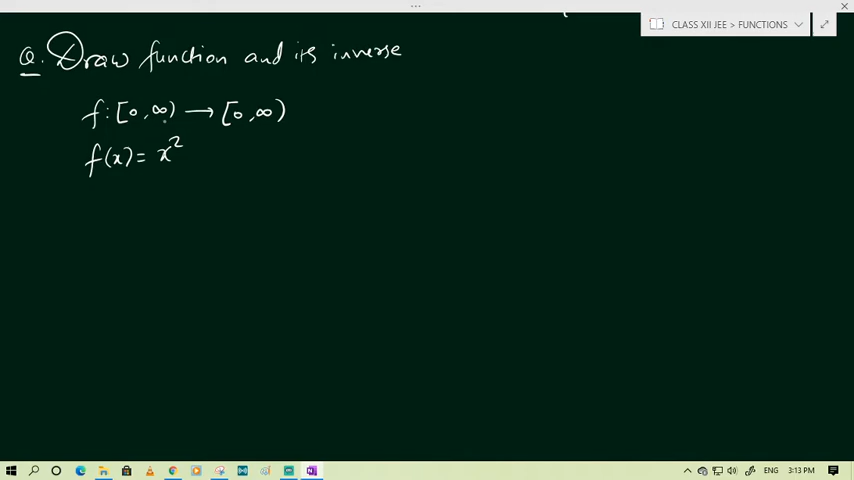 ...
CLASS XII JEE > FUNCTIONS
Q. Draw function and its inverse
f: [0, ∞) → [0, ∞)
f(x) = x²
ENG 3:13 PM